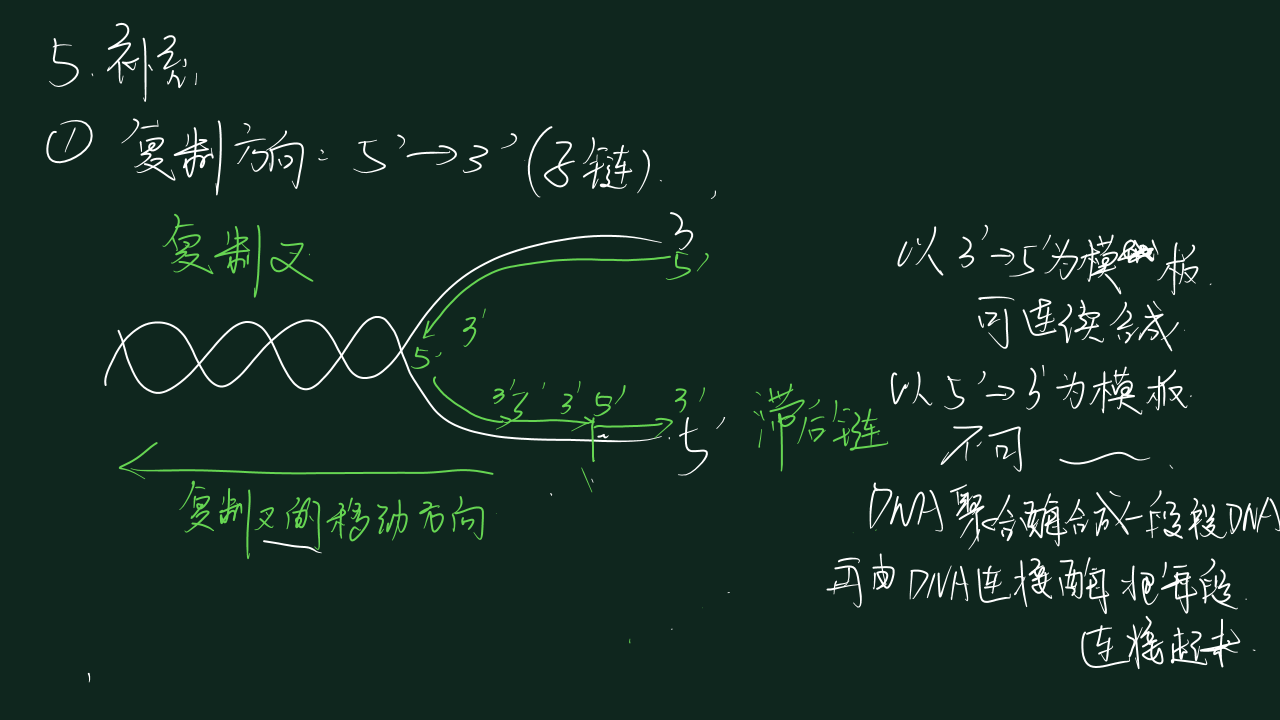 5. 补充
① 复制方向: 5'→3' (子链).
复制叉
3'
5'
3'
5'
3' 3' 3' 5' 3'
5'
滞后链
复制叉的移动方向
以 3'→5'为模板.
可连续合成.
以 5'→3'为模板.
不可
DNA聚合酶合成一段段DNA
再由DNA连接酶把每段
连接起来.